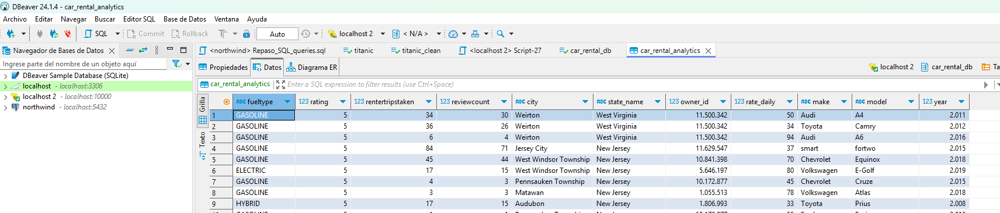 DBeaver 24.1.4 - car_rental_analytics
Archivo Editar Navegar Buscar Editor SQL Base de Datos Ventana Ayuda
SQL Commit Rollback Auto localhost 2 < N/A >
Navegador de Bases de Datos
Ingrese parte del nombre de un objeto aquí
DBeaver Sample Database (SQLite)
localhost - localhost:3306
localhost 2 - localhost:10000
northwind - localhost:5432
<northwind> Repaso_SQL_queries.sql titanic titanic_clean <localhost 2> Script-27 car_rental_db car_rental_analytics
Propiedades Datos Diagrama ER localhost 2 car_rental_db Ta
car_rental_analytics Enter a SQL expression to filter results (use Ctrl+Space)
Grilla
Texto
ABC fueltype 123 rating 123 rentertripstaken 123 reviewcount ABC city ABC state_name 123 owner_id 123 rate_daily ABC make ABC model 123 year
1 GASOLINE 5 34 30 Weirton West Virginia 11.500.342 50 Audi A4 2.011
2 GASOLINE 5 36 26 Weirton West Virginia 11.500.342 34 Toyota Camry 2.012
3 GASOLINE 5 6 4 Weirton West Virginia 11.500.342 94 Audi A6 2.016
4 GASOLINE 5 84 71 Jersey City New Jersey 11.629.547 37 smart fortwo 2.015
5 GASOLINE 5 45 44 West Windsor Township New Jersey 10.841.398 70 Chevrolet Equinox 2.018
6 ELECTRIC 5 17 15 West Windsor Township New Jersey 5.646.197 80 Volkswagen E-Golf 2.019
7 GASOLINE 5 4 3 Pennsauken Township New Jersey 10.172.877 45 Chevrolet Cruze 2.015
8 GASOLINE 5 3 3 Matawan New Jersey 1.055.513 78 Volkswagen Atlas 2.018
9 HYBRID 5 17 15 Audubon New Jersey 1.806.993 33 Toyota Prius 2.008